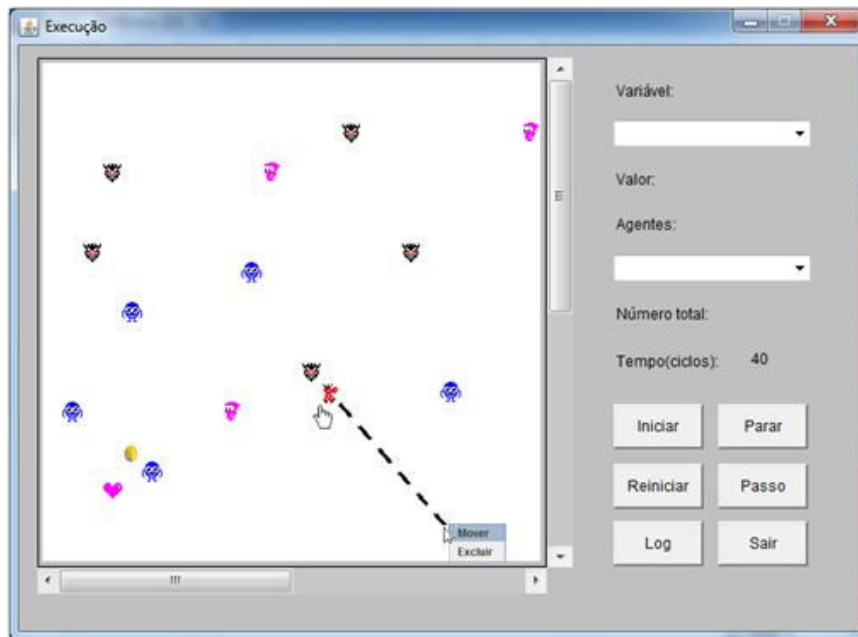 Execução
Variável:
Valor:
Agentes:
Número total:
Tempo(ciclos): 40
Iniciar Parar
Reiniciar Passo
Log Sair
Mover
Excluir